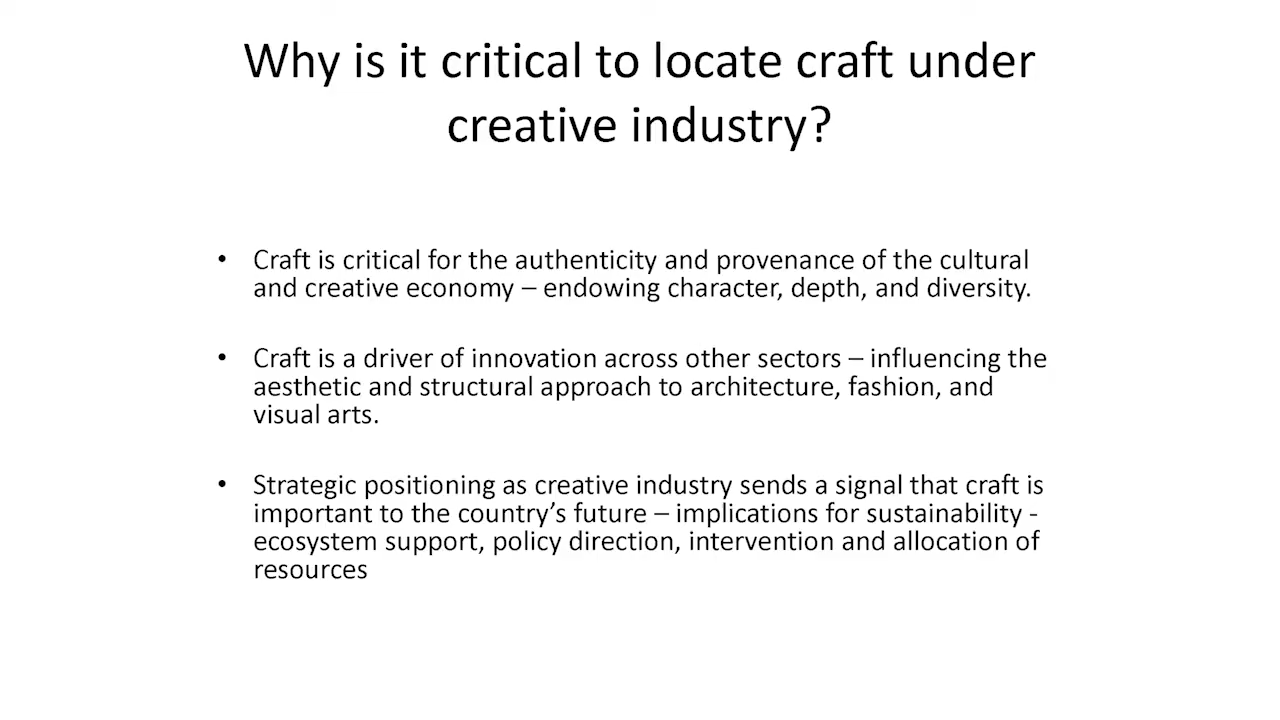 Why is it critical to locate craft under
creative industry?
• Craft is critical for the authenticity and provenance of the cultural
and creative economy – endowing character, depth, and diversity.
• Craft is a driver of innovation across other sectors – influencing the
aesthetic and structural approach to architecture, fashion, and
visual arts.
• Strategic positioning as creative industry sends a signal that craft is
important to the country’s future – implications for sustainability -
ecosystem support, policy direction, intervention and allocation of
resources